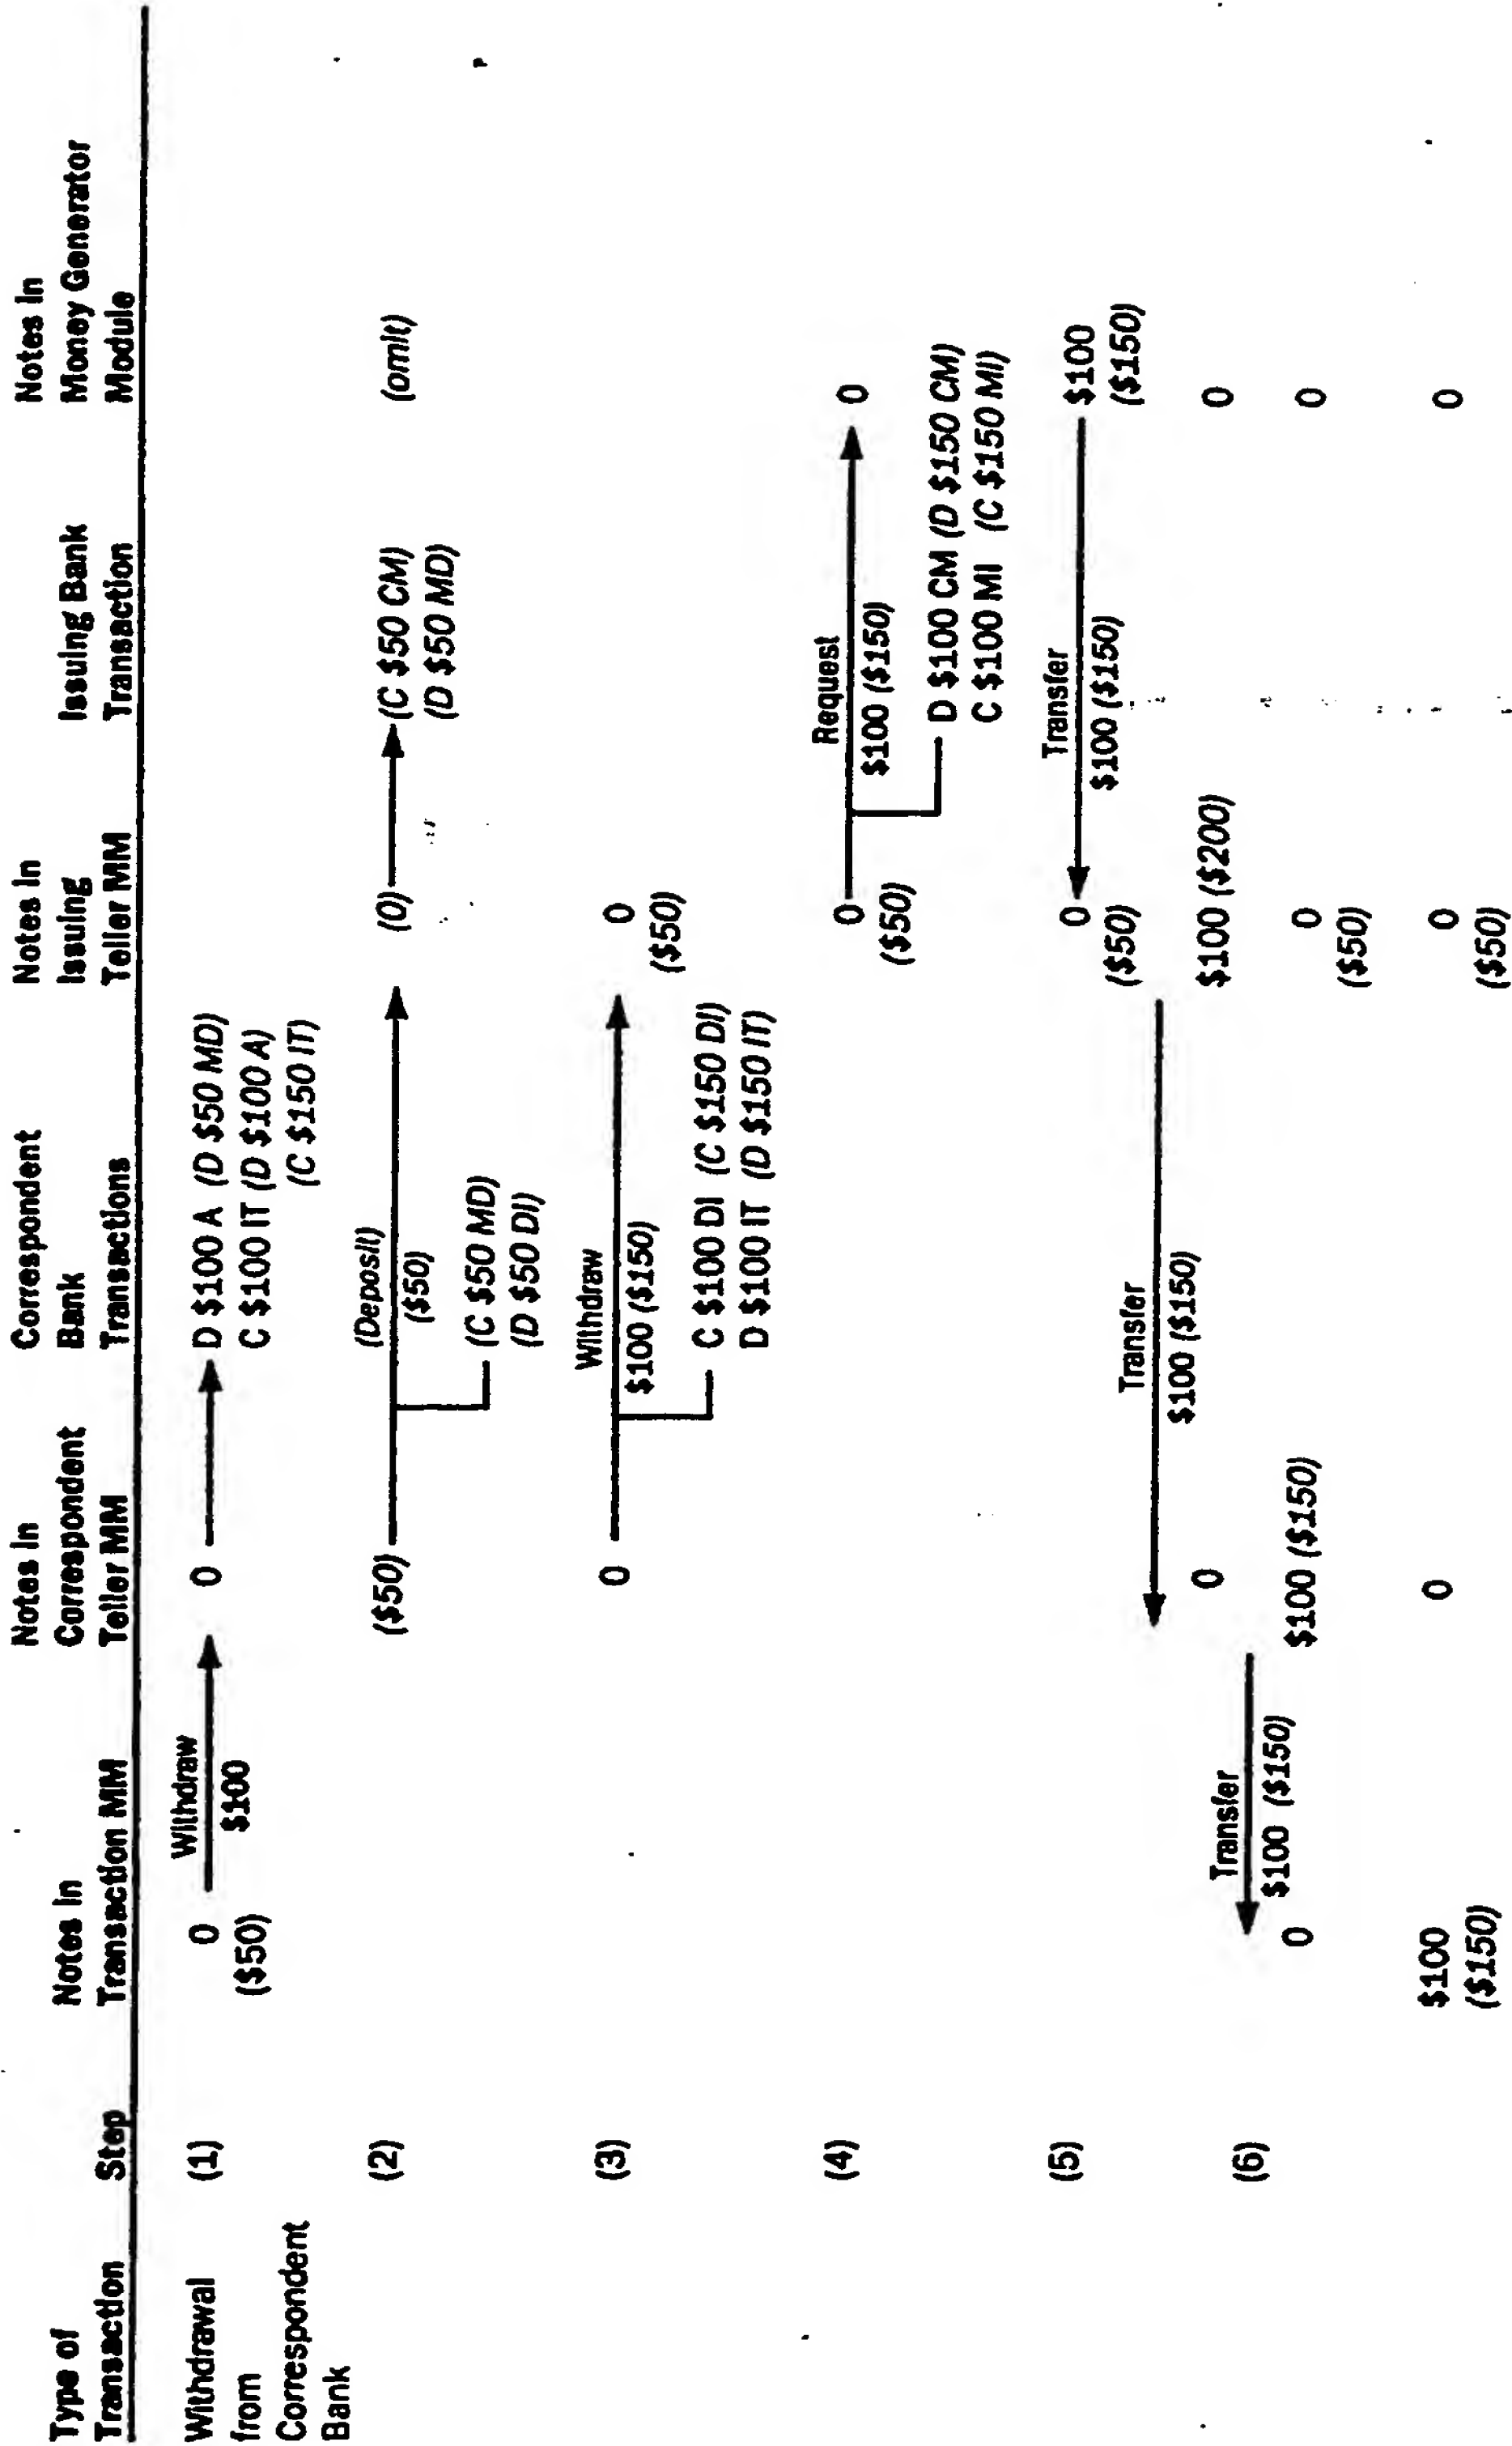 Type of
Transaction
Step
Notes in
Transaction MM
Notes in
Correspondent
Teller MM
Correspondent
Bank
Transactions
Notes in
Issuing
Teller MM
Issuing Bank
Transaction
Notes in
Money Generator
Module
Withdrawal
from
Correspondent
Bank
(1)
0
($50)
Withdraw
$100
0
D $100 A (D $50 MD)
C $100 IT (D $100 A)
(C $150 IT)
(2)
($50)
(Deposit)
($50)
(C $50 MD)
(D $50 DI)
(0)
(C $50 CM)
(D $50 MD)
(omit)
(3)
0
Withdraw
$100 ($150)
C $100 DI (C $150 DI)
D $100 IT (D $150 IT)
0
($50)
(4)
0
($50)
Request
$100 ($150)
D $100 CM (D $150 CM)
C $100 MI (C $150 MI)
0
(5)
0
($50)
Transfer
$100 ($150)
$100
($150)
Transfer
$100 ($150)
0
$100 ($200)
0
(6)
Transfer
$100 ($150)
0
$100 ($150)
0
($50)
0
$100
($150)
0
0
($50)
0